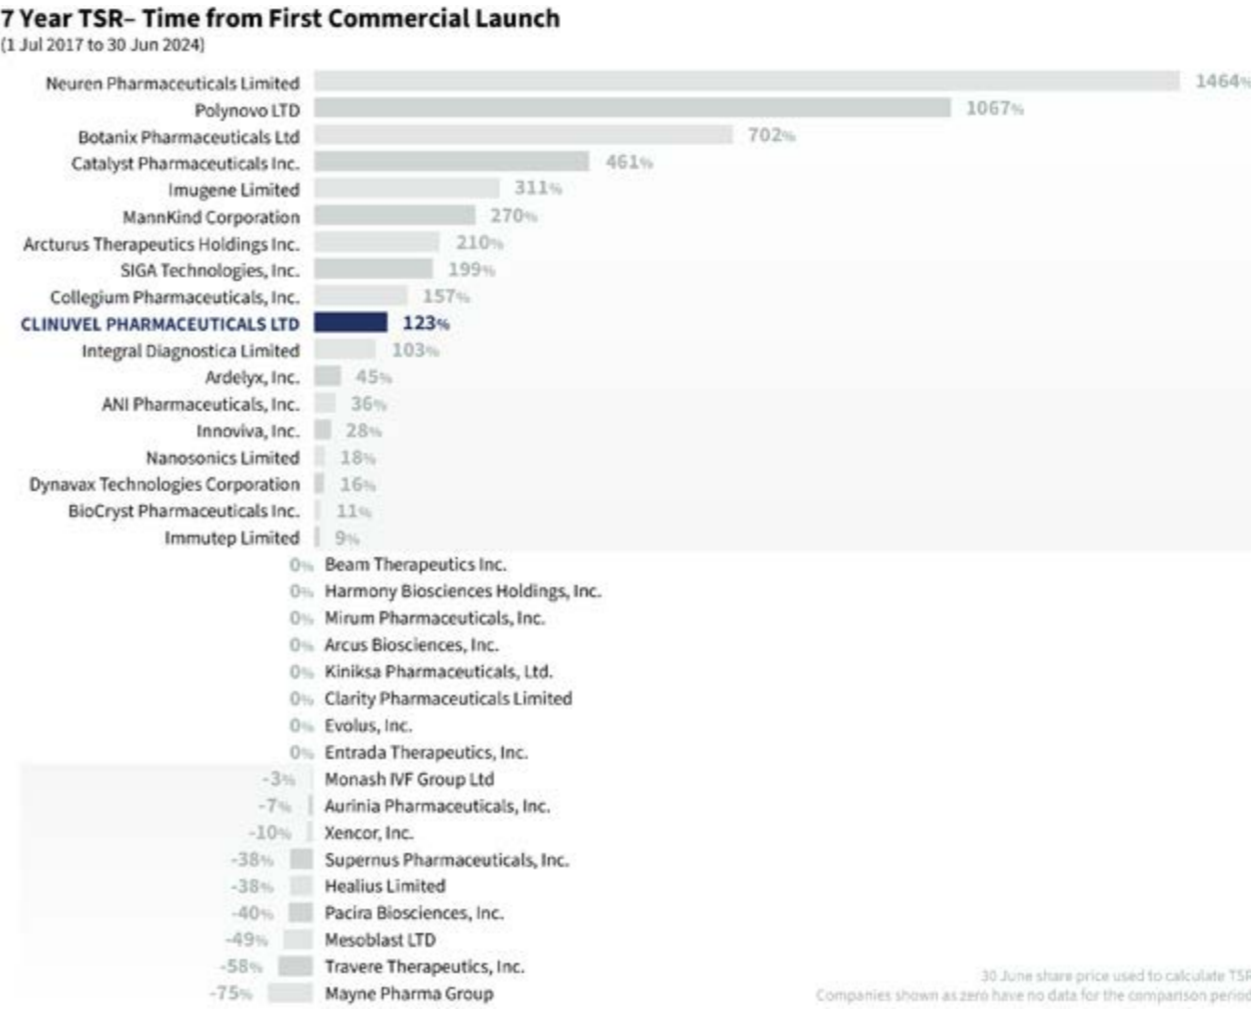 7 Year TSR– Time from First Commercial Launch
(1 Jul 2017 to 30 Jun 2024)
Neuren Pharmaceuticals Limited 1464%
Polynovo LTD 1067%
Botanix Pharmaceuticals Ltd 702%
Catalyst Pharmaceuticals Inc. 461%
Imugene Limited 311%
MannKind Corporation 270%
Arcturus Therapeutics Holdings Inc. 210%
SIGA Technologies, Inc. 199%
Collegium Pharmaceuticals, Inc. 157%
CLINUVEL PHARMACEUTICALS LTD 123%
Integral Diagnostica Limited 103%
Ardelyx, Inc. 45%
ANI Pharmaceuticals, Inc. 36%
Innoviva, Inc. 28%
Nanosonics Limited 18%
Dynavax Technologies Corporation 16%
BioCryst Pharmaceuticals Inc. 11%
Immutep Limited 9%
0% Beam Therapeutics Inc.
0% Harmony Biosciences Holdings, Inc.
0% Mirum Pharmaceuticals, Inc.
0% Arcus Biosciences, Inc.
0% Kiniksa Pharmaceuticals, Ltd.
0% Clarity Pharmaceuticals Limited
0% Evolus, Inc.
0% Entrada Therapeutics, Inc.
-3% Monash IVF Group Ltd
-7% Aurinia Pharmaceuticals, Inc.
-10% Xencor, Inc.
-38% Supernus Pharmaceuticals, Inc.
-38% Healius Limited
-40% Pacira Biosciences, Inc.
-49% Mesoblast LTD
-58% Travere Therapeutics, Inc.
-75% Mayne Pharma Group
30 June share price used to calculate TSR
Companies shown as zero have no data for the comparison period